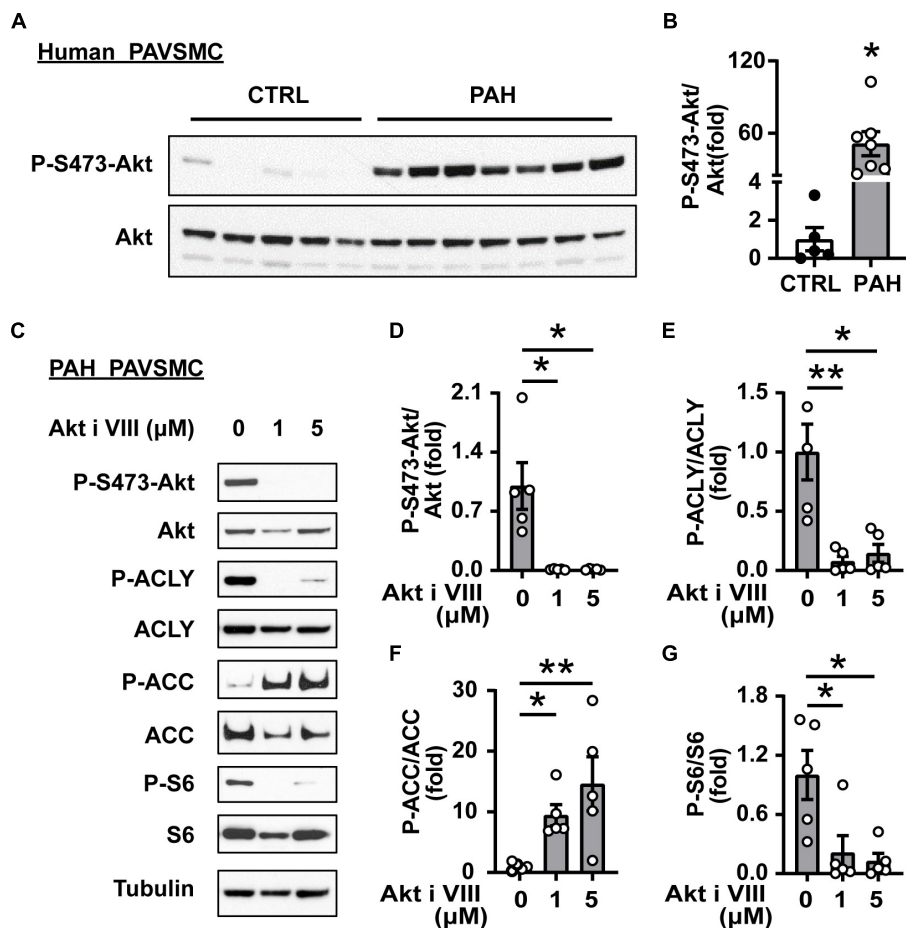 A
Human PAVSMC
CTRL PAH
P-S473-Akt
Akt
B
*
P-S473-Akt/
Akt(fold)
120
60
4
2
0
CTRL PAH
C
PAH PAVSMC
Akt i VIII (µM) 0 1 5
P-S473-Akt
Akt
P-ACLY
ACLY
P-ACC
ACC
P-S6
S6
Tubulin
D
*
*
P-S473-Akt/
Akt (fold)
2.1
1.4
0.7
0.0
Akt i VIII 0 1 5
(µM)
E
*
**
P-ACLY/ACLY
(fold)
1.5
1.0
0.5
0.0
Akt i VIII 0 1 5
(µM)
F
**
*
P-ACC/ACC
(fold)
30
20
10
0
Akt i VIII 0 1 5
(µM)
G
*
*
P-S6/S6
(fold)
1.8
1.2
0.6
0.0
Akt i VIII 0 1 5
(µM)